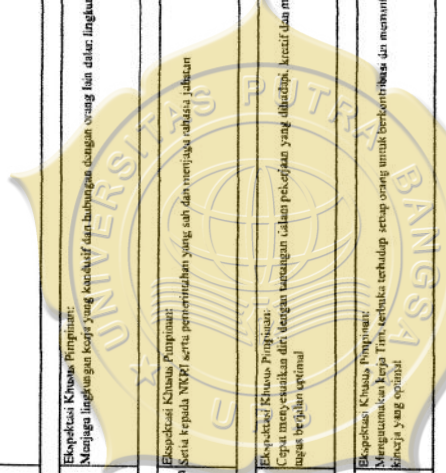 Ekspektasi Khusus Pimpinan:
Menjaga lingkungan kerja yang kondusif dan hubungan dengan orang lain dalam
Ekspektasi Khusus Pimpinan:
Setia kepada NKRI serta pemerintahan yang sah dan menjaga rahasia jabatan
Ekspektasi Khusus Pimpinan:
Cepat menyesuaikan diri dengan tantangan dalam pekerjaan yang dihadapi, kreatif dan
tugas berjalan optimal
Ekspektasi Khusus Pimpinan:
Mengutamakan kerja Tim, terbuka terhadap setiap orang untuk berkontribusi dan
kinerja yang optimal
UNIVERSITAS PUTRA BANGSA